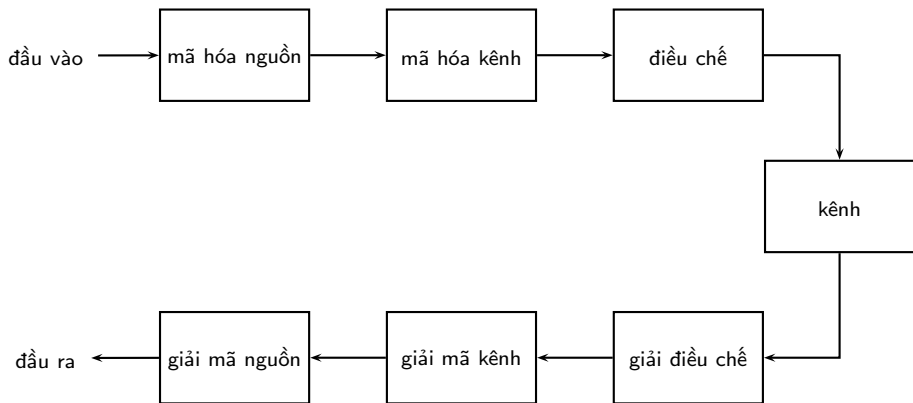 đầu vào
mã hóa nguồn
mã hóa kênh
điều chế
kênh
đầu ra
giải mã nguồn
giải mã kênh
giải điều chế